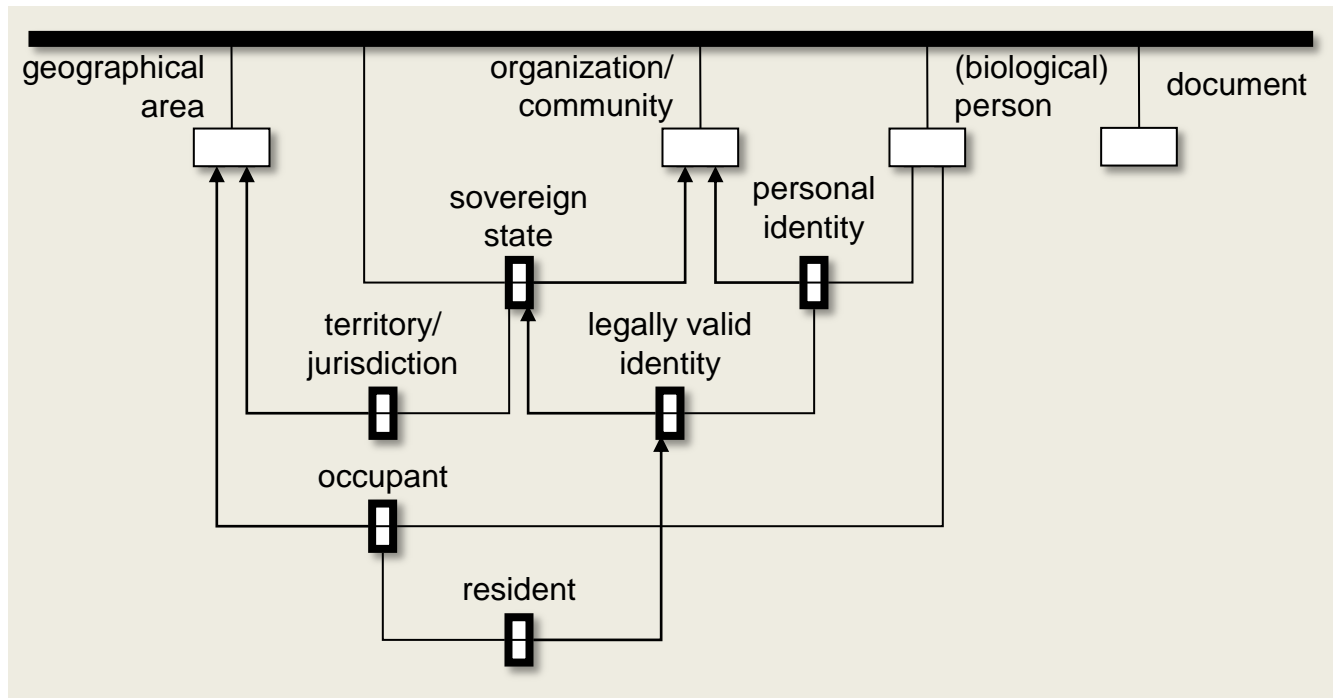 geographical
area
organization/
community
(biological)
person
document
sovereign
state
personal
identity
territory/
jurisdiction
legally valid
identity
occupant
resident